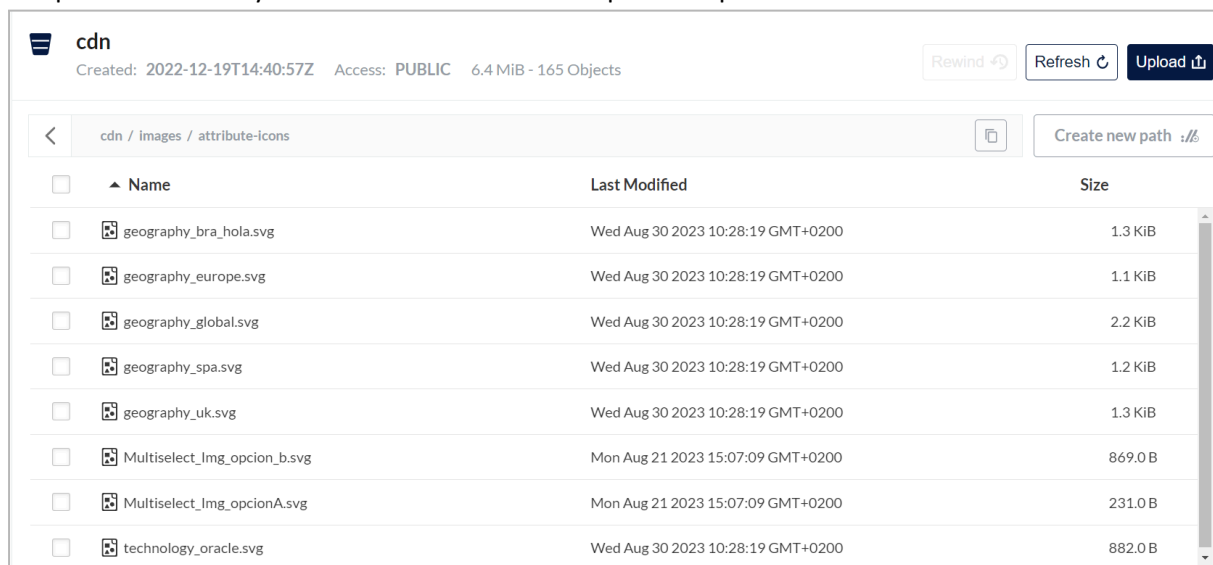 cdn
Created: 2022-12-19T14:40:57Z Access: PUBLIC 6.4 MiB - 165 Objects
Rewind Refresh Upload
cdn / images / attribute-icons
Create new path
Name Last Modified Size
geography_bra_hola.svg Wed Aug 30 2023 10:28:19 GMT+0200 1.3 KiB
geography_europe.svg Wed Aug 30 2023 10:28:19 GMT+0200 1.1 KiB
geography_global.svg Wed Aug 30 2023 10:28:19 GMT+0200 2.2 KiB
geography_spa.svg Wed Aug 30 2023 10:28:19 GMT+0200 1.2 KiB
geography_uk.svg Wed Aug 30 2023 10:28:19 GMT+0200 1.3 KiB
Multiselect_Img_opcion_b.svg Mon Aug 21 2023 15:07:09 GMT+0200 869.0 B
Multiselect_Img_opcionA.svg Mon Aug 21 2023 15:07:09 GMT+0200 231.0 B
technology_oracle.svg Wed Aug 30 2023 10:28:19 GMT+0200 882.0 B